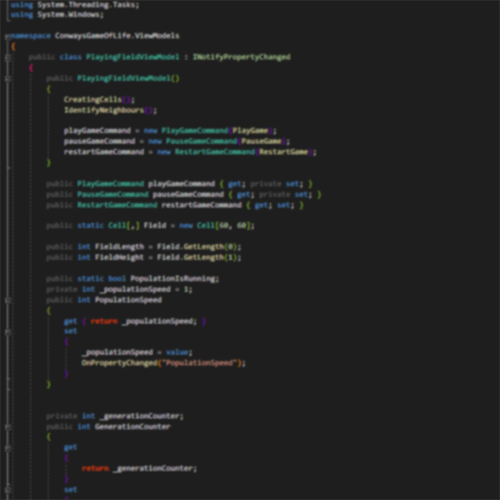 using System.Threading.Tasks;
using System.Windows;
namespace ConwaysGameOfLife.ViewModels
{
public class PlayingFieldViewModel : INotifyPropertyChanged
{
public PlayingFieldViewModel()
{
CreatingCells();
IdentifyNeighbours();
playGameCommand = new PlayGameCommand(PlayGame);
pauseGameCommand = new PauseGameCommand(PauseGame);
restartGameCommand = new RestartGameCommand(RestartGame);
}
public PlayGameCommand playGameCommand { get; private set; }
public PauseGameCommand pauseGameCommand { get; private set; }
public RestartGameCommand restartGameCommand { get; set; }
public static Cell[,] Field = new Cell[60, 60];
public int FieldLength = Field.GetLength(0);
public int FieldHeight = Field.GetLength(1);
public static bool PopulationIsRunning;
private int _populationSpeed = 1;
public int PopulationSpeed
{
get { return _populationSpeed; }
set
{
_populationSpeed = value;
OnPropertyChanged("PopulationSpeed");
}
}
private int _generationCounter;
public int GenerationCounter
{
get
{
return _generationCounter;
}
set